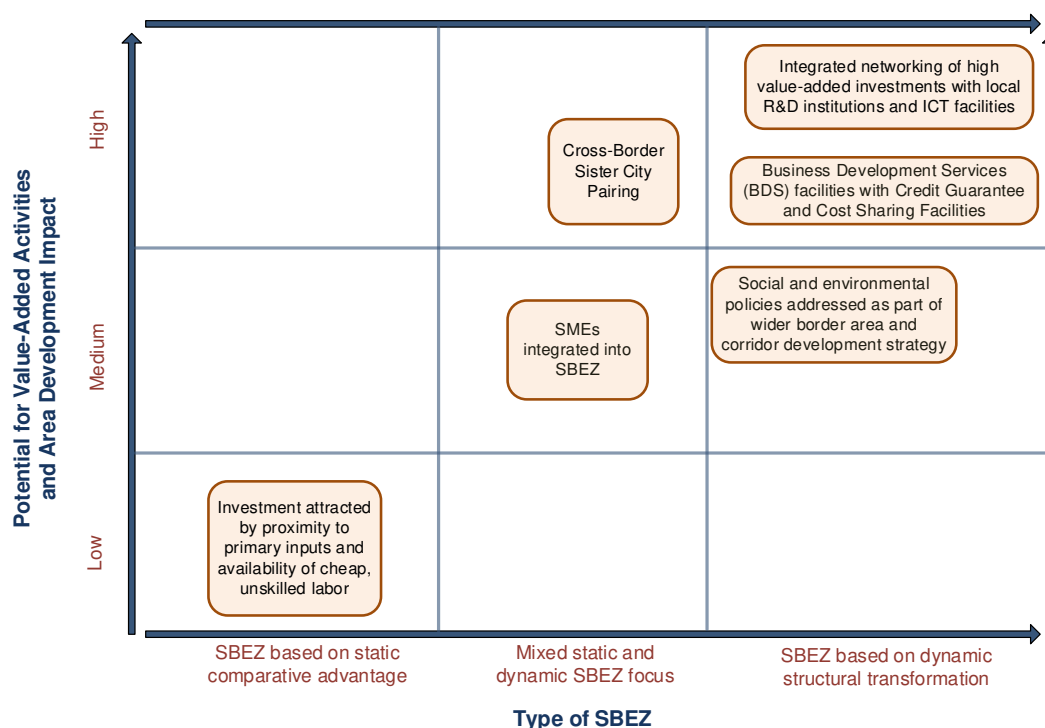 Integrated networking of high
value-added investments with local
R&D institutions and ICT facilities
High
Cross-Border
Sister City
Pairing
Business Development Services
(BDS) facilities with Credit Guarantee
and Cost Sharing Facilities
Potential for Value-Added Activities
and Area Development Impact
Medium
SMEs
integrated into
SBEZ
Social and environmental
policies addressed as part of
wider border area and
corridor development strategy
Low
Investment attracted
by proximity to
primary inputs and
availability of cheap,
unskilled labor
SBEZ based on static
comparative advantage
Mixed static and
dynamic SBEZ focus
SBEZ based on dynamic
structural transformation
Type of SBEZ